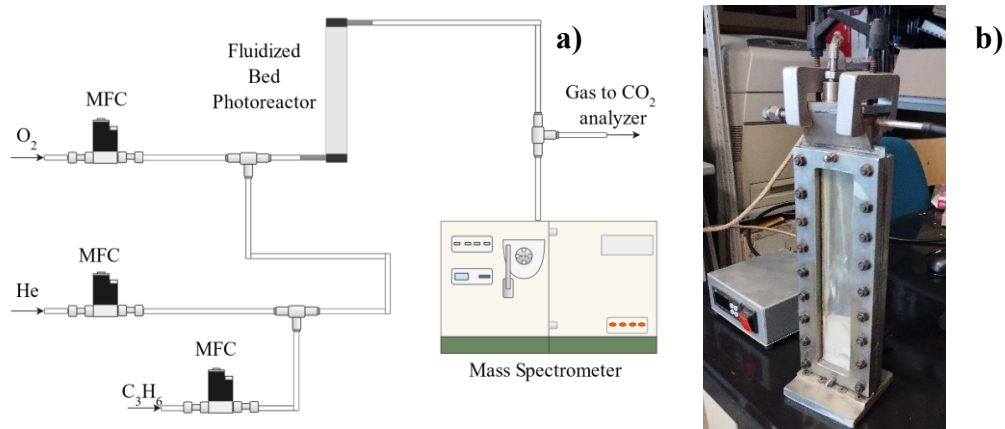 a)
b)
Fluidized
Bed
Photoreactor
MFC
O₂
Gas to CO₂
analyzer
MFC
He
MFC
C₃H₆
Mass Spectrometer